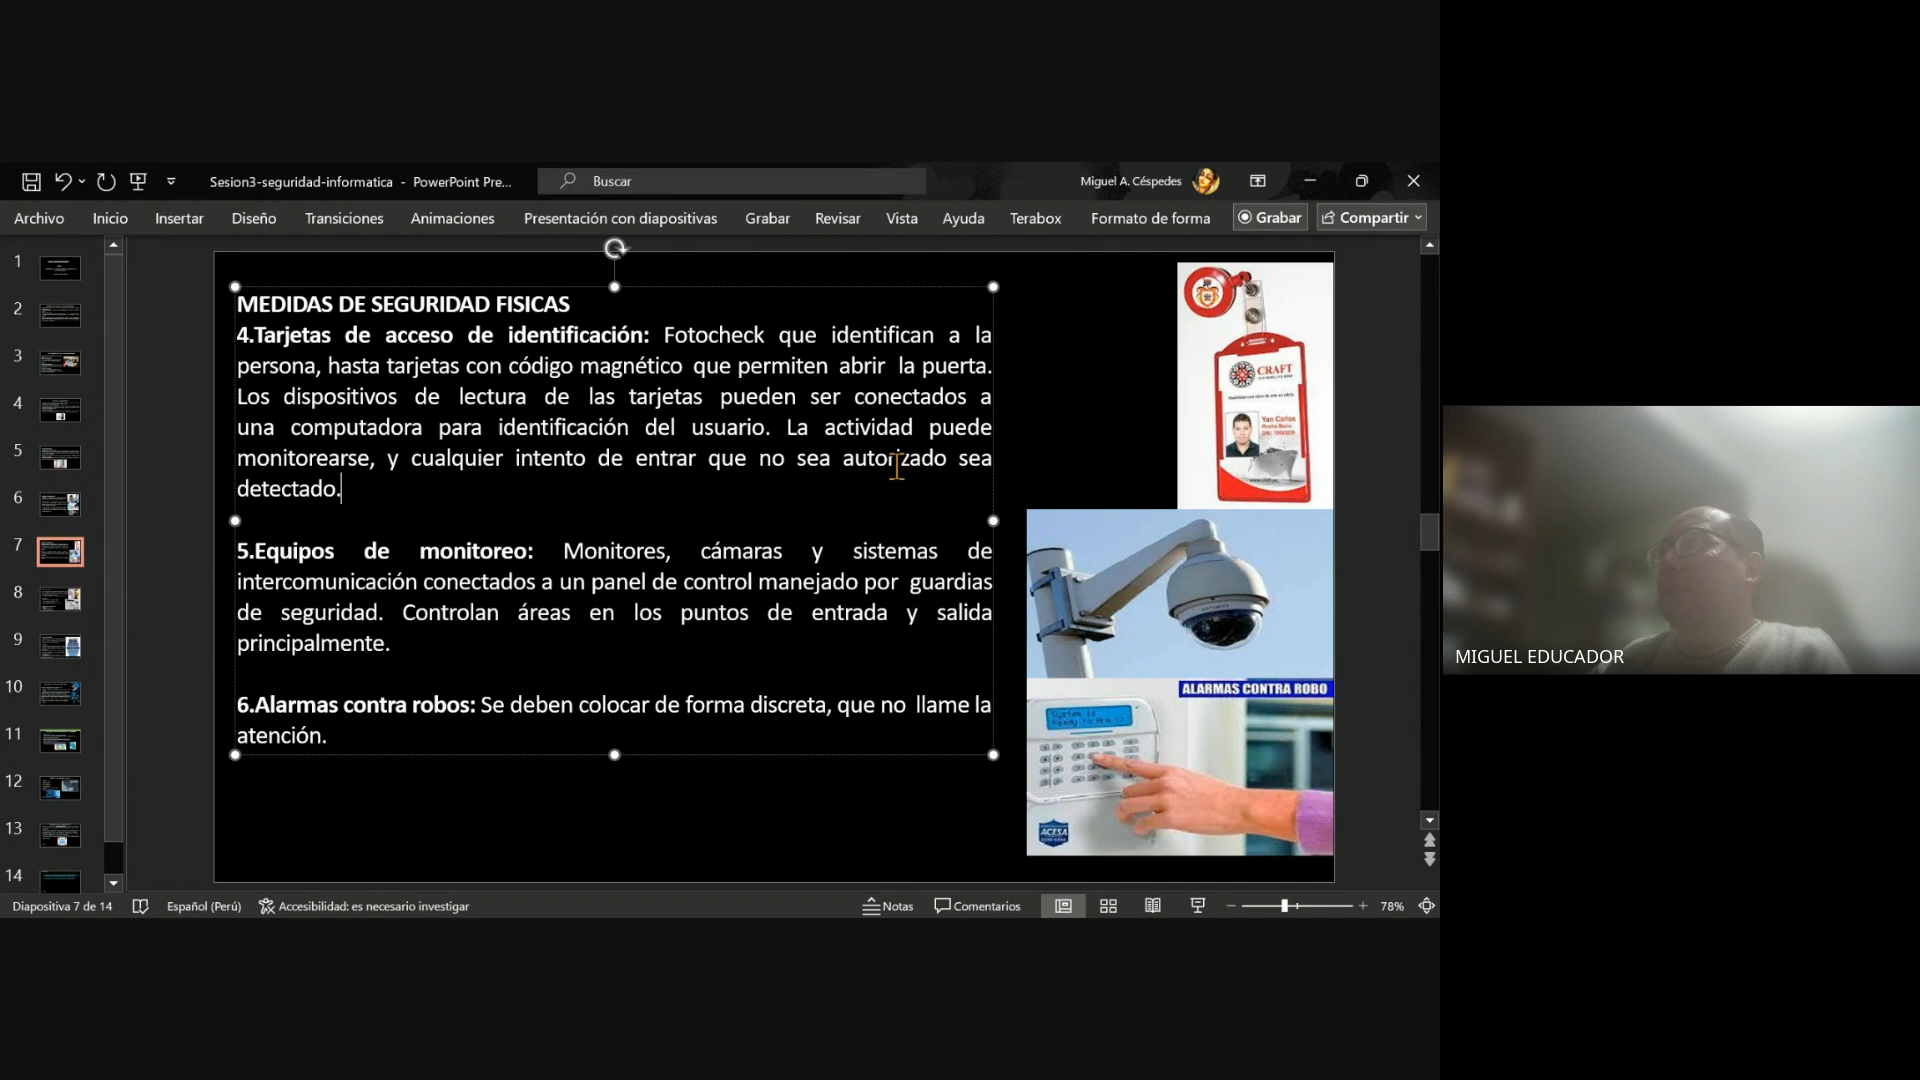 Sesion3-seguridad-informatica - PowerPoint Pre...
Buscar
Miguel A. Céspedes
Archivo Inicio Insertar Diseño Transiciones Animaciones Presentación con diapositivas Grabar Revisar Vista Ayuda Terabox Formato de forma Grabar Compartir
1
2
3
4
5
6
7
8
9
10
11
12
13
14
MEDIDAS DE SEGURIDAD FISICAS
4.Tarjetas de acceso de identificación: Fotocheck que identifican a la
persona, hasta tarjetas con código magnético que permiten abrir la puerta.
Los dispositivos de lectura de las tarjetas pueden ser conectados a
una computadora para identificación del usuario. La actividad puede
monitorearse, y cualquier intento de entrar que no sea autorizado sea
detectado.
5.Equipos de monitoreo: Monitores, cámaras y sistemas de
intercomunicación conectados a un panel de control manejado por guardias
de seguridad. Controlan áreas en los puntos de entrada y salida
principalmente.
6.Alarmas contra robos: Se deben colocar de forma discreta, que no llame la
atención.
CRAFT
Yan Carlos
ALARMAS CONTRA ROBO
System is
ACESA
MIGUEL EDUCADOR
Diapositiva 7 de 14
Español (Perú)
Accesibilidad: es necesario investigar
Notas
Comentarios
78%